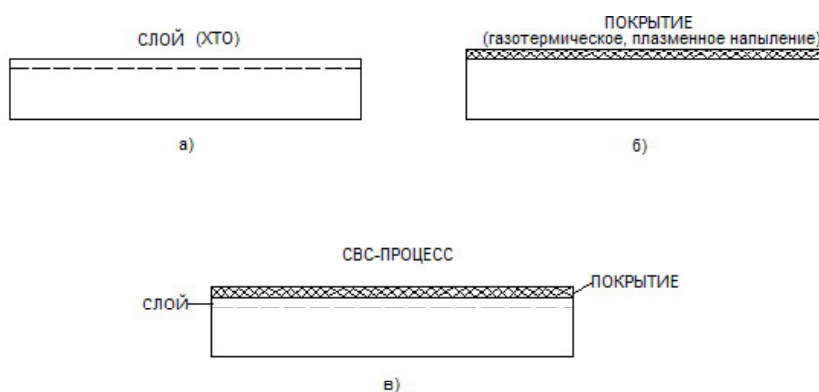 СЛОЙ (ХТО)
ПОКРЫТИЕ
(газотермическое, плазменное напыление)
а)
б)
СВС-ПРОЦЕСС
ПОКРЫТИЕ
СЛОЙ
в)